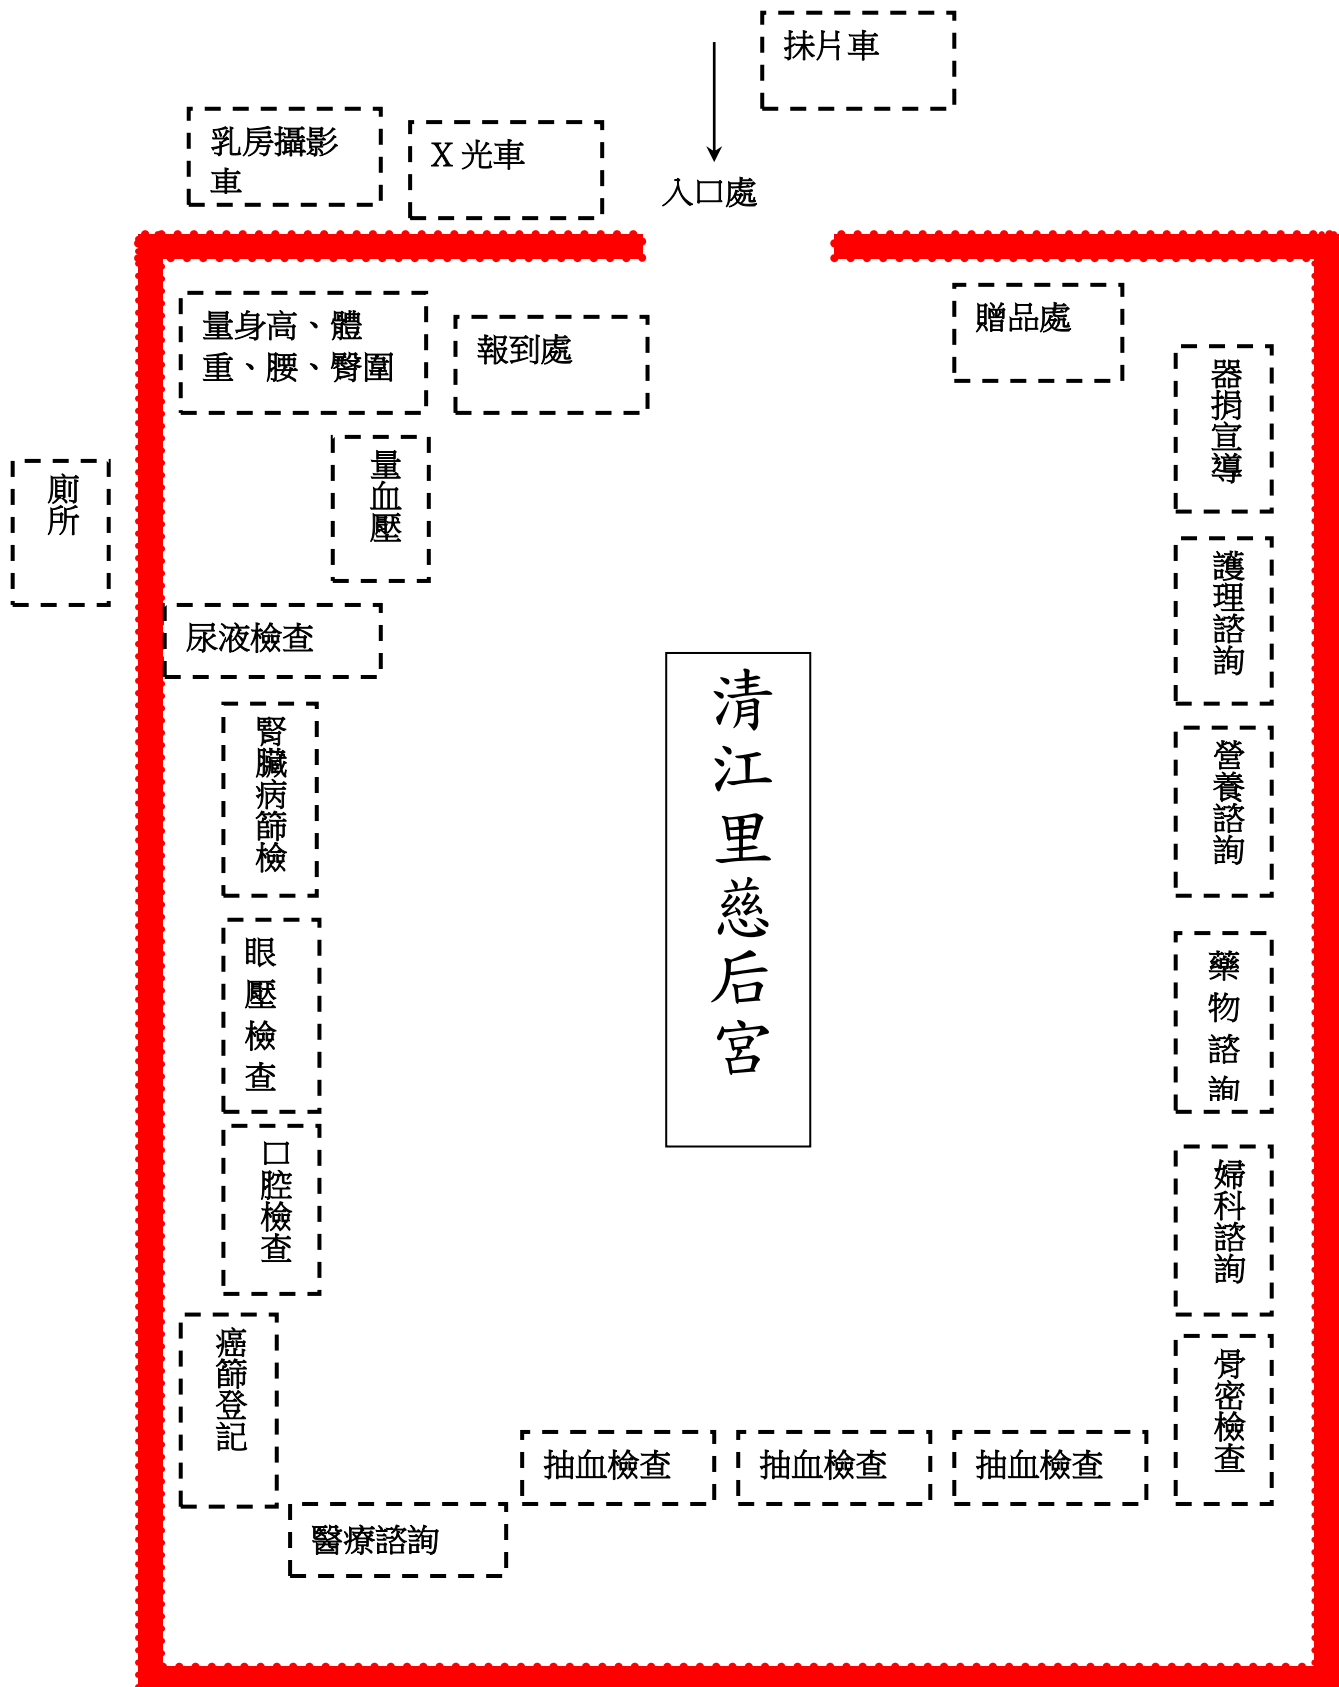 抹片車
乳房攝影
車
X 光車
入口處
量身高、體
重、腰、臀圍
報到處
贈品處
器捐宣導
量血壓
廁所
護理諮詢
尿液檢查
清江里慈后宮
腎臟病篩檢
營養諮詢
眼壓檢查
藥物諮詢
口腔檢查
婦科諮詢
癌篩登記
骨密檢查
抽血檢查
抽血檢查
抽血檢查
醫療諮詢